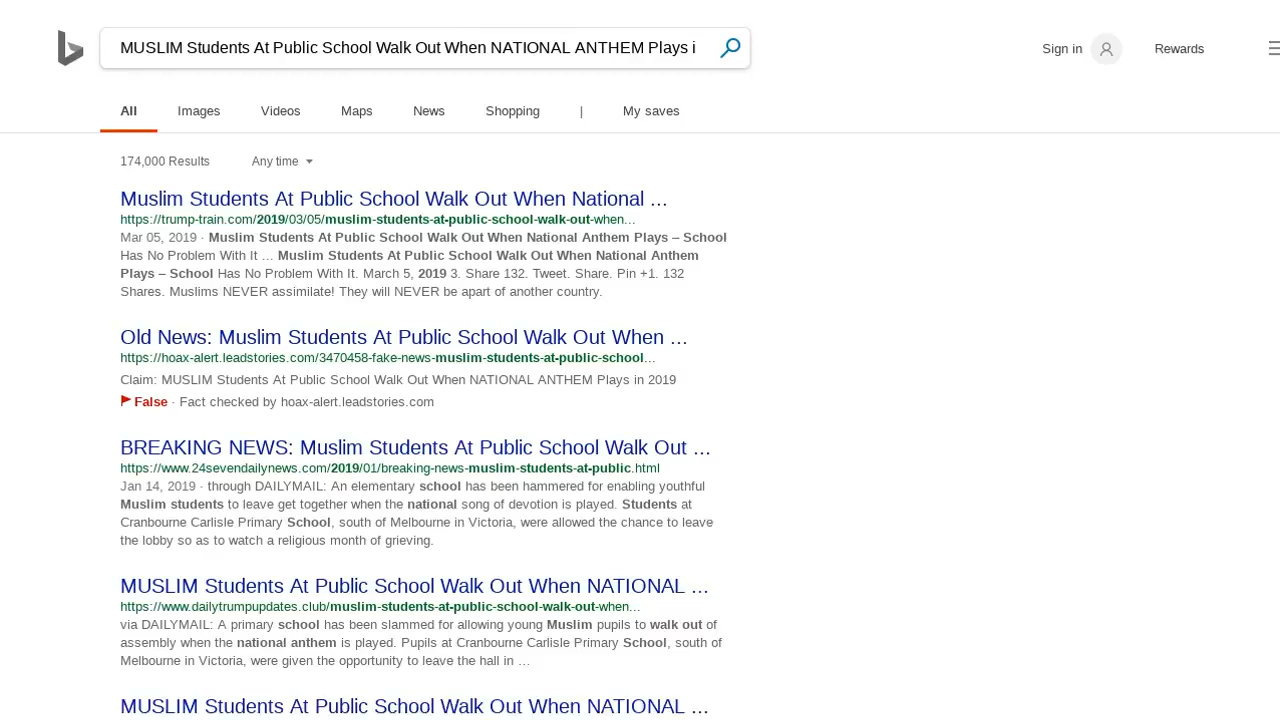 MUSLIM Students At Public School Walk Out When NATIONAL ANTHEM Plays i
Sign in
Rewards
All Images Videos Maps News Shopping | My saves
174,000 Results Any time
Muslim Students At Public School Walk Out When National ...
https://trump-train.com/2019/03/05/muslim-students-at-public-school-walk-out-when...
Mar 05, 2019 · Muslim Students At Public School Walk Out When National Anthem Plays – School
Has No Problem With It ... Muslim Students At Public School Walk Out When National Anthem
Plays – School Has No Problem With It. March 5, 2019 3. Share 132. Tweet. Share. Pin +1. 132
Shares. Muslims NEVER assimilate! They will NEVER be apart of another country.
Old News: Muslim Students At Public School Walk Out When ...
https://hoax-alert.leadstories.com/3470458-fake-news-muslim-students-at-public-school...
Claim: MUSLIM Students At Public School Walk Out When NATIONAL ANTHEM Plays in 2019
False · Fact checked by hoax-alert.leadstories.com
BREAKING NEWS: Muslim Students At Public School Walk Out ...
https://www.24sevendailynews.com/2019/01/breaking-news-muslim-students-at-public.html
Jan 14, 2019 · through DAILYMAIL: An elementary school has been hammered for enabling youthful
Muslim students to leave get together when the national song of devotion is played. Students at
Cranbourne Carlisle Primary School, south of Melbourne in Victoria, were allowed the chance to leave
the lobby so as to watch a religious month of grieving.
MUSLIM Students At Public School Walk Out When NATIONAL ...
https://www.dailytrumpupdates.club/muslim-students-at-public-school-walk-out-when...
via DAILYMAIL: A primary school has been slammed for allowing young Muslim pupils to walk out of
assembly when the national anthem is played. Pupils at Cranbourne Carlisle Primary School, south of
Melbourne in Victoria, were given the opportunity to leave the hall in ...
MUSLIM Students At Public School Walk Out When NATIONAL ...